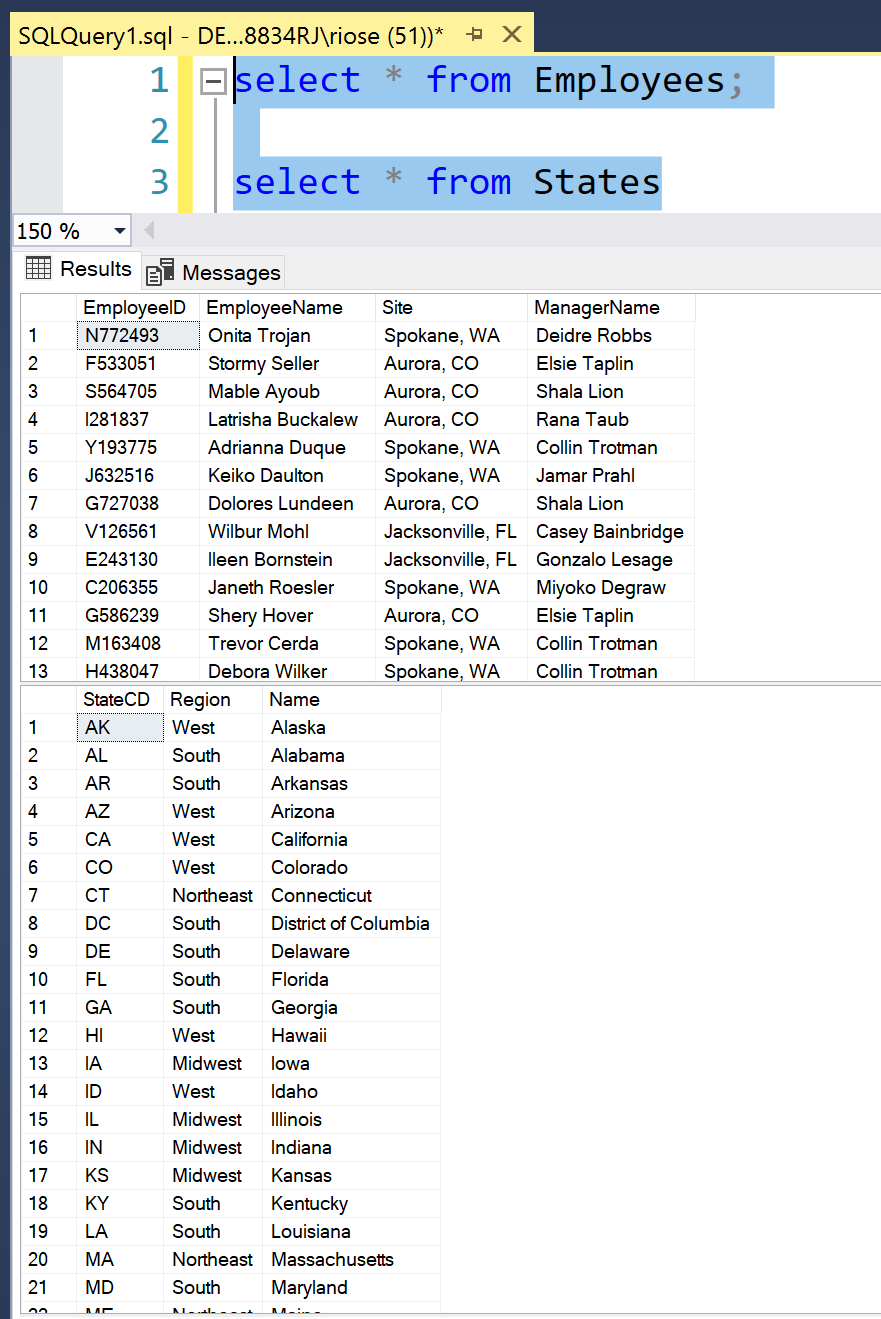 SQLQuery1.sql - DE...8834RJ\riose (51))*
1 select * from Employees;
2
3 select * from States
150 %
Results Messages
EmployeeID EmployeeName Site ManagerName
1 N772493 Onita Trojan Spokane, WA Deidre Robbs
2 F533051 Stormy Seller Aurora, CO Elsie Taplin
3 S564705 Mable Ayoub Aurora, CO Shala Lion
4 I281837 Latrisha Buckalew Aurora, CO Rana Taub
5 Y193775 Adrianna Duque Spokane, WA Collin Trotman
6 J632516 Keiko Daulton Spokane, WA Jamar Prahl
7 G727038 Dolores Lundeen Aurora, CO Shala Lion
8 V126561 Wilbur Mohl Jacksonville, FL Casey Bainbridge
9 E243130 Ileen Bornstein Jacksonville, FL Gonzalo Lesage
10 C206355 Janeth Roesler Spokane, WA Miyoko Degraw
11 G586239 Shery Hover Aurora, CO Elsie Taplin
12 M163408 Trevor Cerda Spokane, WA Collin Trotman
13 H438047 Debora Wilker Spokane, WA Collin Trotman
StateCD Region Name
1 AK West Alaska
2 AL South Alabama
3 AR South Arkansas
4 AZ West Arizona
5 CA West California
6 CO West Colorado
7 CT Northeast Connecticut
8 DC South District of Columbia
9 DE South Delaware
10 FL South Florida
11 GA South Georgia
12 HI West Hawaii
13 IA Midwest Iowa
14 ID West Idaho
15 IL Midwest Illinois
16 IN Midwest Indiana
17 KS Midwest Kansas
18 KY South Kentucky
19 LA South Louisiana
20 MA Northeast Massachusetts
21 MD South Maryland
22 ME Northeast Maine